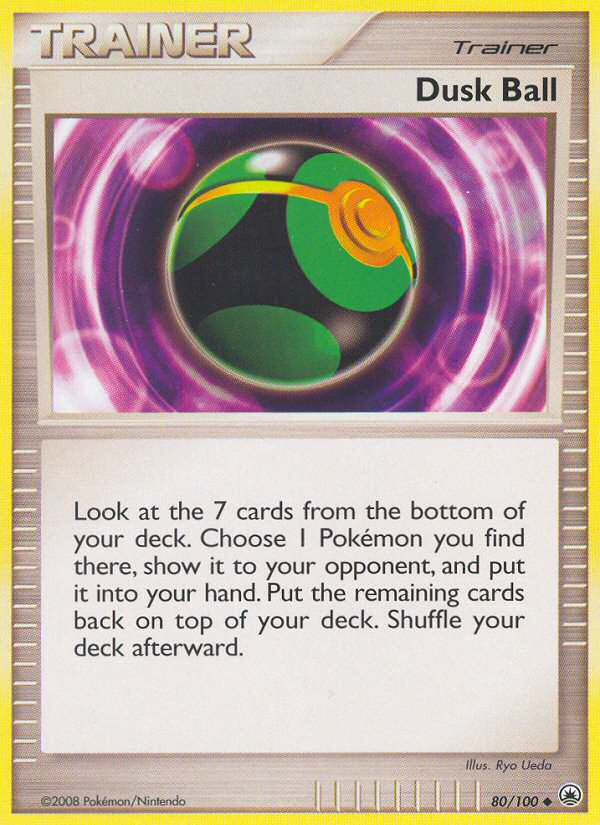 TRAINER
Trainer
Dusk Ball
Look at the 7 cards from the bottom of
your deck. Choose 1 Pokémon you find
there, show it to your opponent, and put
it into your hand. Put the remaining cards
back on top of your deck. Shuffle your
deck afterward.
Illus. Ryo Ueda
©2008 Pokémon/Nintendo
80/100 ◆